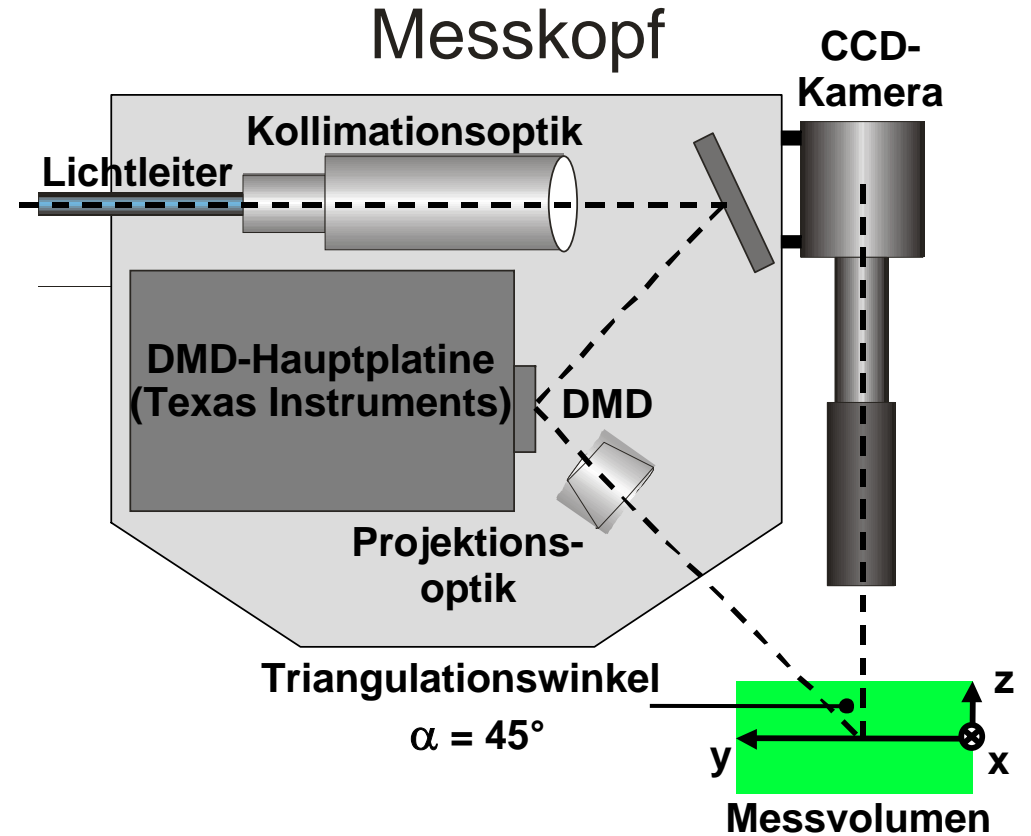 Messkopf
CCD-
Kamera
Kollimationsoptik
Lichtleiter
DMD-Hauptplatine
(Texas Instruments)
DMD
Projektions-
optik
Triangulationswinkel
α = 45°
z
y
x
Messvolumen